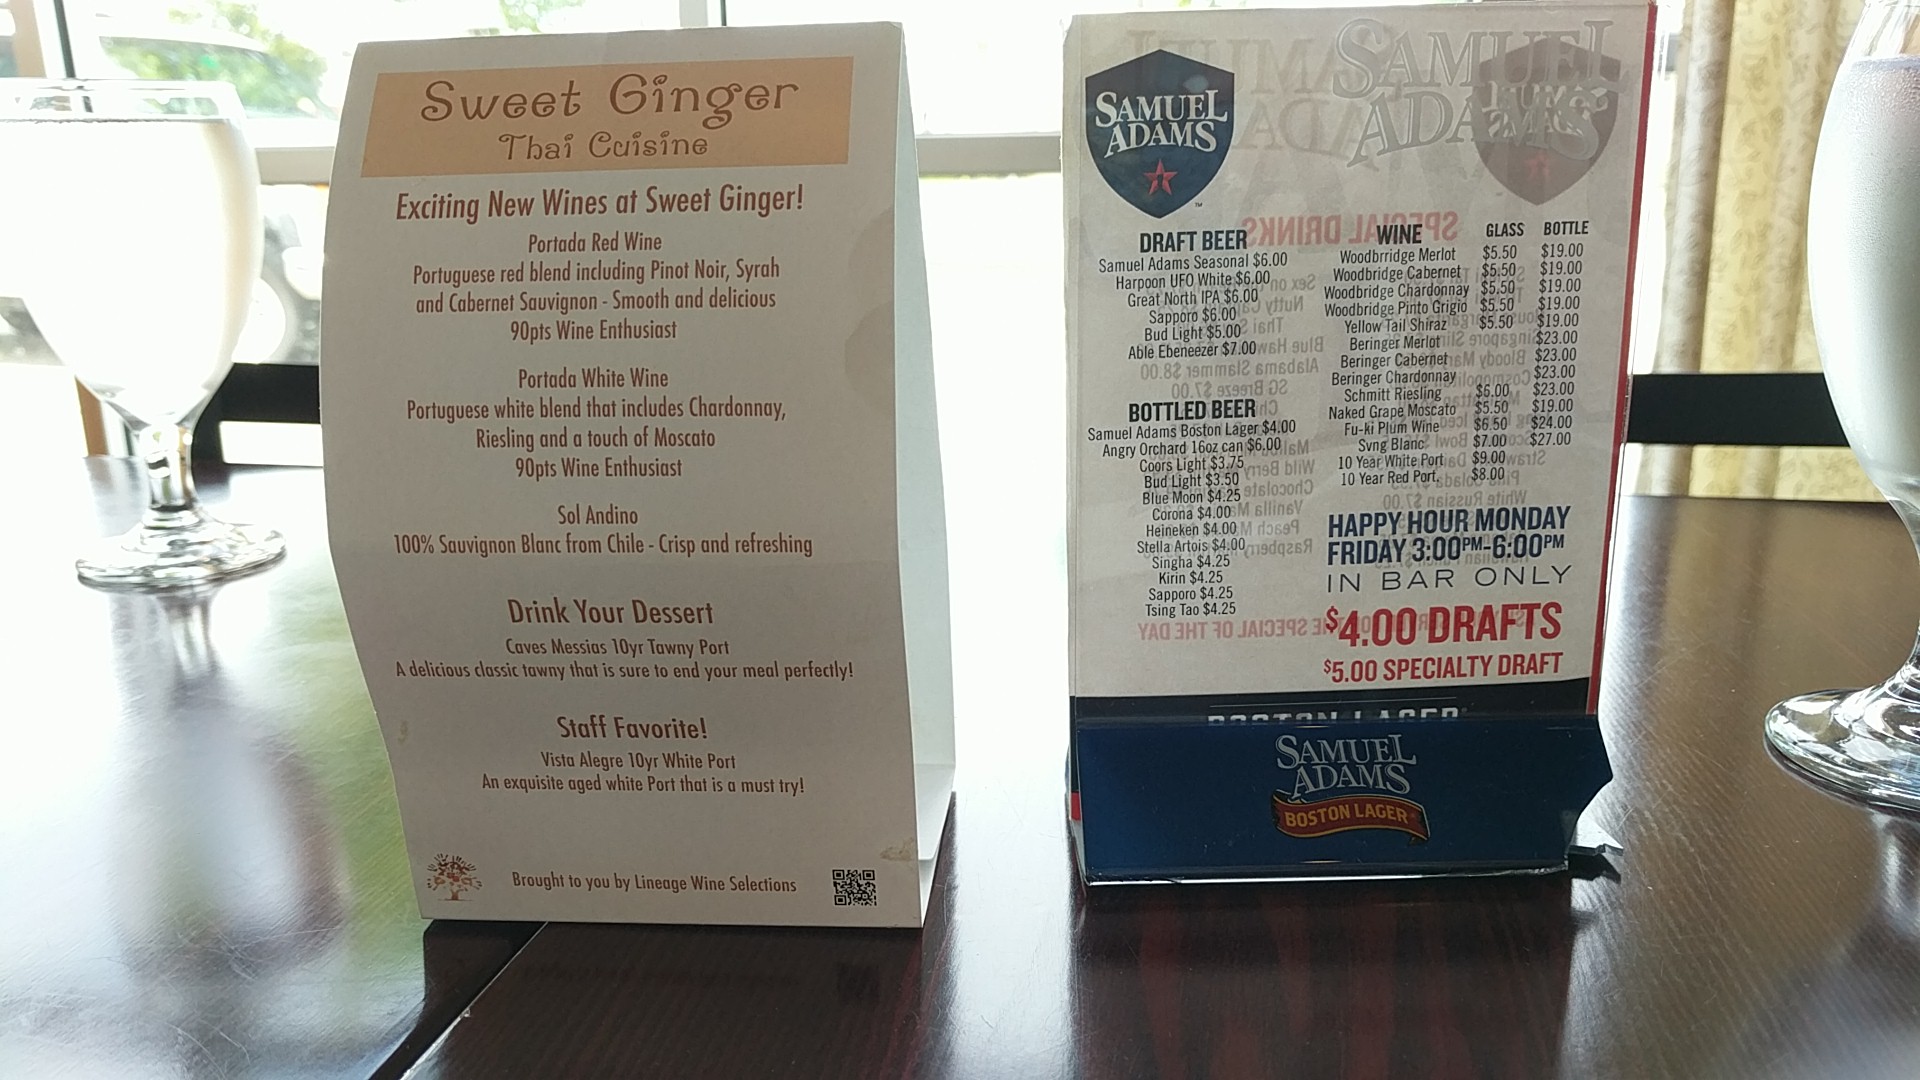 Sweet Ginger
Thai Cuisine
Exciting New Wines at Sweet Ginger!
Portada Red Wine
Portuguese red blend including Pinot Noir, Syrah
and Cabernet Sauvignon - Smooth and delicious
90pts Wine Enthusiast
Portada White Wine
Portuguese white blend that includes Chardonnay,
Riesling and a touch of Moscato
90pts Wine Enthusiast
Sol Andino
100% Sauvignon Blanc from Chile - Crisp and refreshing
Drink Your Dessert
Caves Messias 10yr Tawny Port
A delicious classic tawny that is sure to end your meal perfectly!
Staff Favorite!
Vista Alegre 10yr White Port
An exquisite aged white Port that is a must try!
Brought to you by Lineage Wine Selections
SAMUEL
ADAMS
SAMUEL
ADAMS
DRAFT BEER
Samuel Adams Seasonal $6.00
Harpoon UFO White $6.00
Great North IPA $6.00
Sapporo $6.00
Bud Light $5.00
Able Ebeneezer $7.00
BOTTLED BEER
Samuel Adams Boston Lager $4.00
Angry Orchard 16oz can $6.00
Coors Light $3.75
Bud Light $3.50
Blue Moon $4.25
Corona $4.00
Heineken $4.00
Stella Artois $4.00
Singha $4.25
Kirin $4.25
Sapporo $4.25
Tsing Tao $4.25
WINE GLASS BOTTLE
Woodbrridge Merlot $5.50 $19.00
Woodbridge Cabernet $5.50 $19.00
Woodbridge Chardonnay $5.50 $19.00
Woodbridge Pinto Grigio $5.50 $19.00
Yellow Tail Shiraz $5.50 $19.00
Beringer Merlot $23.00
Beringer Cabernet $23.00
Beringer Chardonnay $23.00
Schmitt Riesling $6.00 $23.00
Naked Grape Moscato $5.50 $19.00
Fu-ki Plum Wine $6.50 $24.00
Svng Blanc $7.00 $27.00
10 Year White Port $9.00
10 Year Red Port. $8.00
HAPPY HOUR MONDAY
FRIDAY 3:00PM-6:00PM
IN BAR ONLY
$4.00 DRAFTS
$5.00 SPECIALTY DRAFT
BOSTON LAGER
SAMUEL
ADAMS
BOSTON LAGER